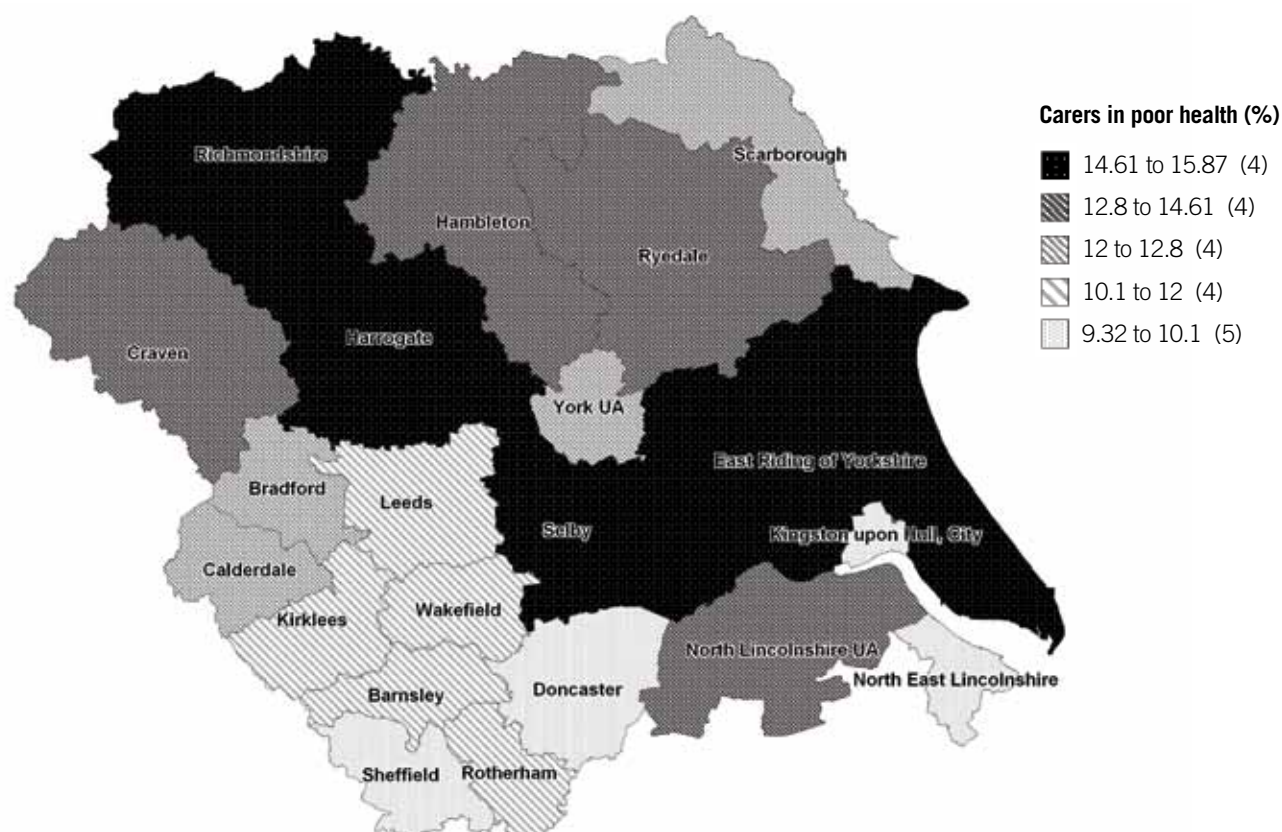 Richmondshire
Hambleton
Scarborough
Ryedale
Craven
Harrogate
York UA
East Riding of Yorkshire
Bradford
Leeds
Selby
Kingston upon Hull, City
Calderdale
Kirklees
Wakefield
North Lincolnshire UA
North East Lincolnshire
Barnsley
Doncaster
Sheffield
Rotherham
Carers in poor health (%)
14.61 to 15.87 (4)
12.8 to 14.61 (4)
12 to 12.8 (4)
10.1 to 12 (4)
9.32 to 10.1 (5)